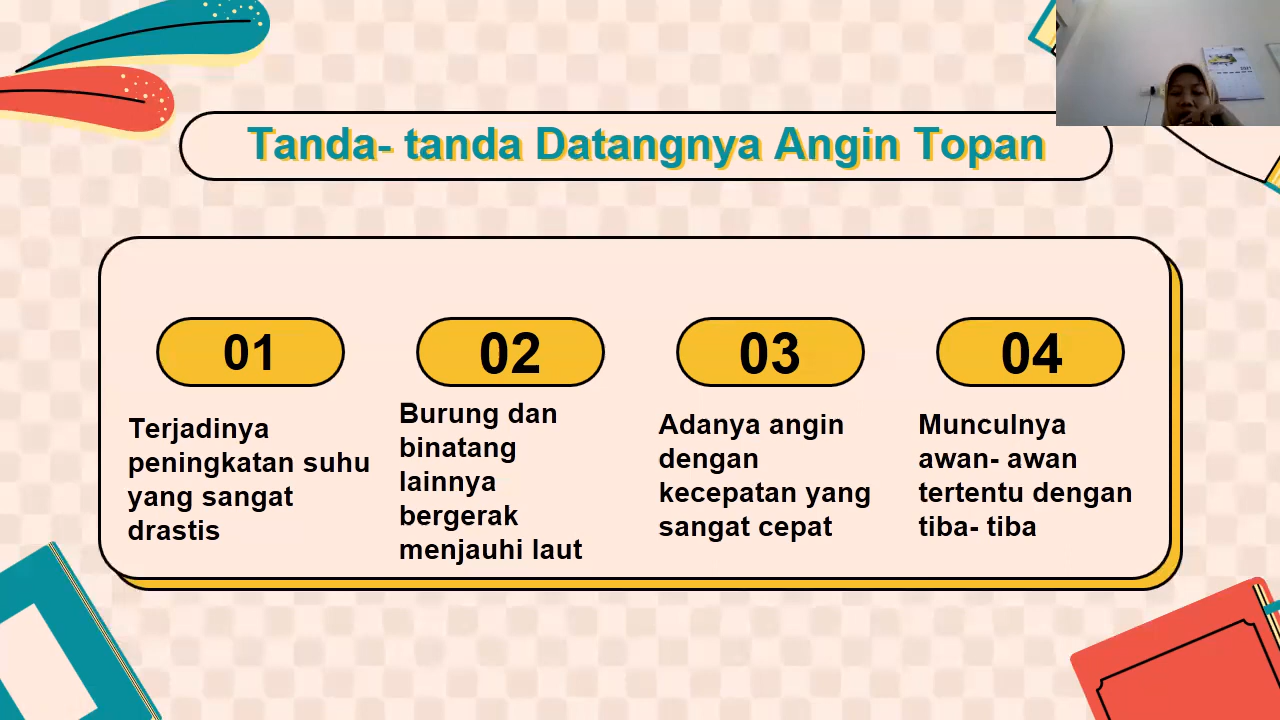 Tanda- tanda Datangnya Angin Topan
01
Terjadinya
peningkatan suhu
yang sangat
drastis
02
Burung dan
binatang
lainnya
bergerak
menjauhi laut
03
Adanya angin
dengan
kecepatan yang
sangat cepat
04
Munculnya
awan- awan
tertentu dengan
tiba- tiba